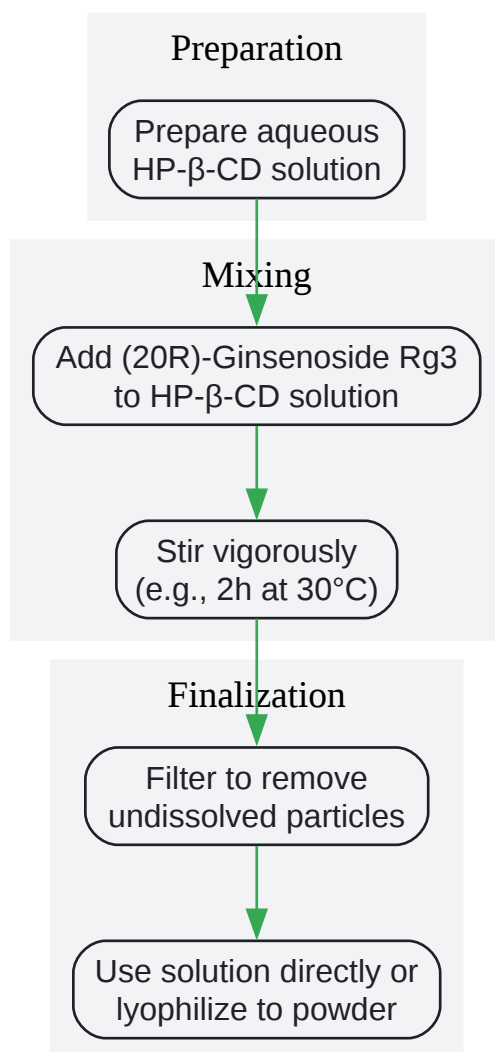 Preparation
Prepare aqueous
HP-β-CD solution
Mixing
Add (20R)-Ginsenoside Rg3
to HP-β-CD solution
Stir vigorously
(e.g., 2h at 30°C)
Finalization
Filter to remove
undissolved particles
Use solution directly or
lyophilize to powder